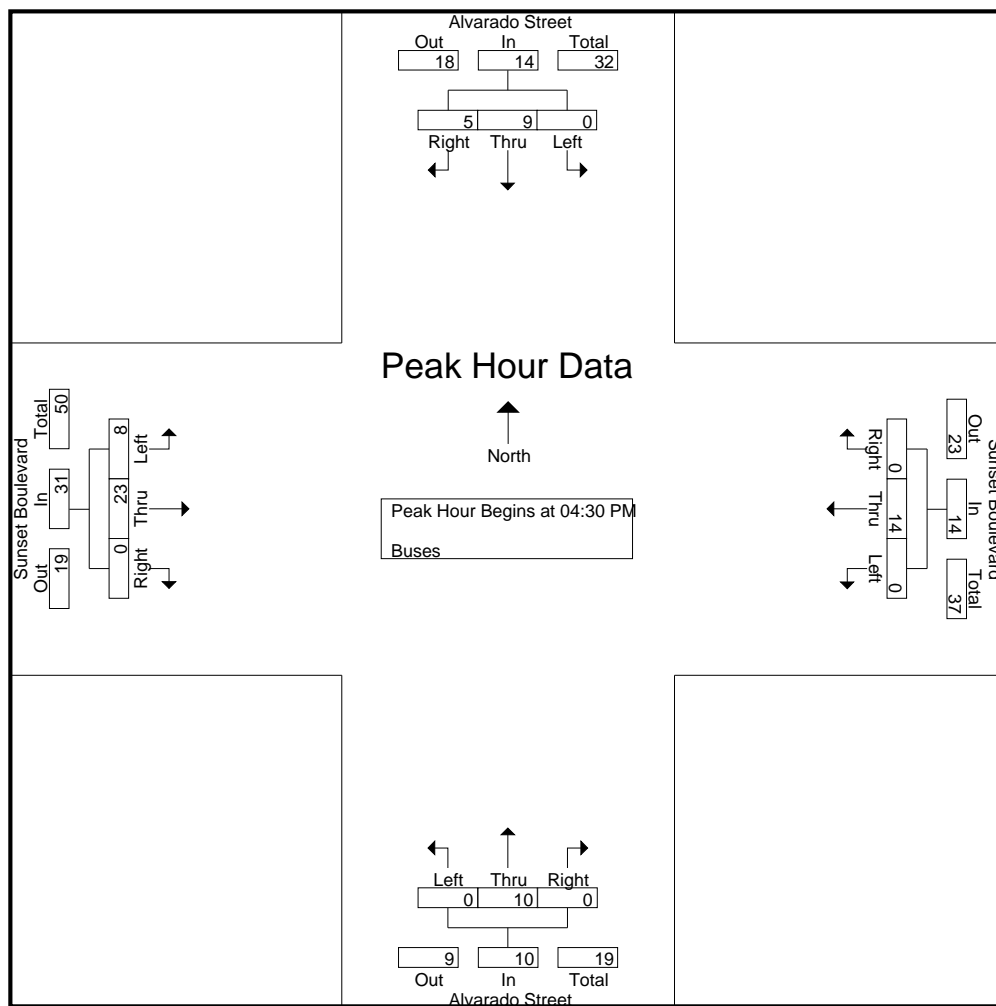 Alvarado Street
Out In Total
18 14 32
5 9 0
Right Thru Left
Peak Hour Data
North
Peak Hour Begins at 04:30 PM
Buses
Sunset Boulevard
Total In Out
50 31 19
8 23 0
Left Thru Right
Sunset Boulevard
Out In Total
23 14 37
0 14 0
Right Thru Left
Left Thru Right
0 10 0
9 10 19
Out In Total
Alvarado Street